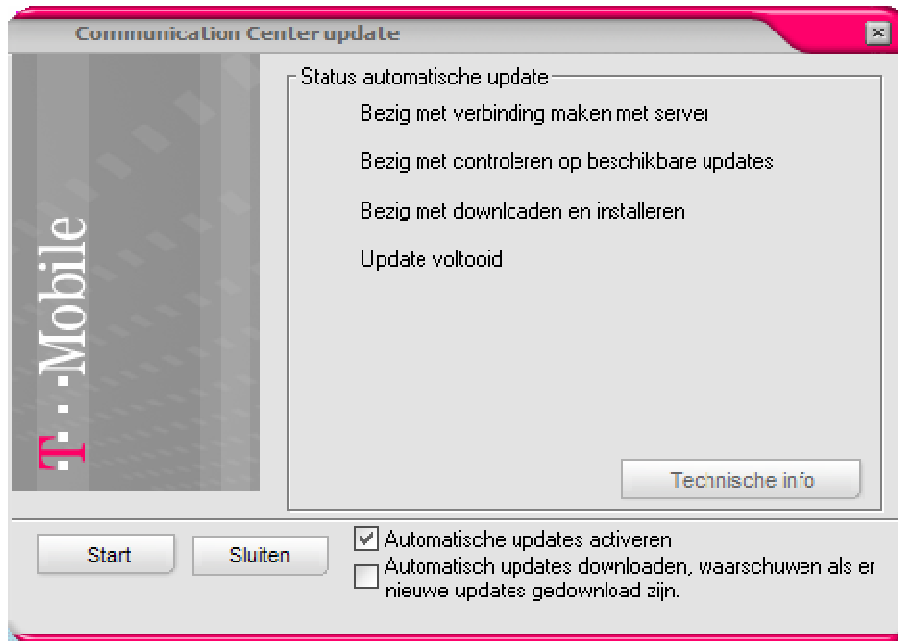 Communication Center update
Status automatische update
Bezig met verbinding maken met server
Bezig met controleren op beschikbare updates
Bezig met downloaden en installeren
Update voltooid
T··Mobile
Technische info
Start
Sluiten
Automatische updates activeren
Automatisch updates downloaden, waarschuwen als er
nieuwe updates gedownload zijn.